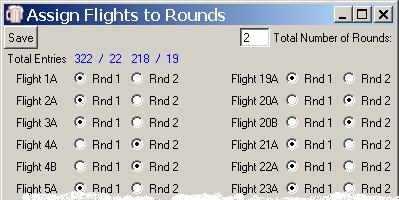 Assign Flights to Rounds
Save 2 Total Number of Rounds:
Total Entries 322 / 22 218 / 19
Flight 1A Rnd 1 Rnd 2 Flight 19A Rnd 1 Rnd 2
Flight 2A Rnd 1 Rnd 2 Flight 20A Rnd 1 Rnd 2
Flight 3A Rnd 1 Rnd 2 Flight 20B Rnd 1 Rnd 2
Flight 4A Rnd 1 Rnd 2 Flight 21A Rnd 1 Rnd 2
Flight 4B Rnd 1 Rnd 2 Flight 22A Rnd 1 Rnd 2
Flight 5A Rnd 1 Rnd 2 Flight 23A Rnd 1 Rnd 2